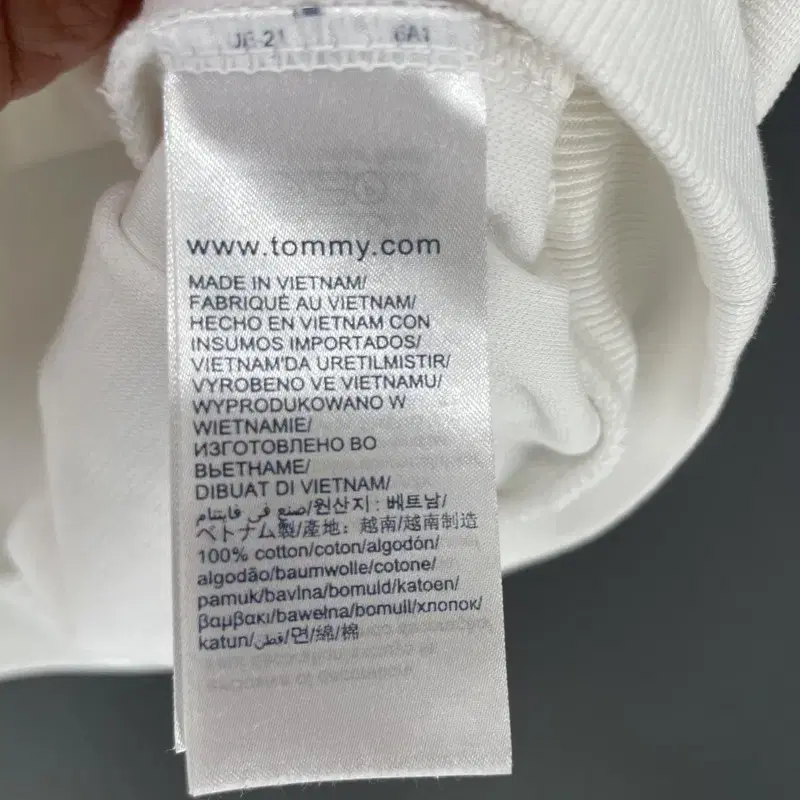 6A1
www.tommy.com
MADE IN VIETNAM/
FABRIQUÉ AU VIETNAM/
HECHO EN VIETNAM CON
INSUMOS IMPORTADOS/
VIETNAM'DA URETILMISTIR/
VYROBENO VE VIETNAMU/
WYPRODUKOWANO W
WIETNAMIE/
ИЗГОТОВЛЕНО ВО
ВЬЕТНАМЕ/
DIBUAT DI VIETNAM/
صنع في فايتنام/원산지 : 베트남/
ベトナム製/產地：越南/越南制造
100% cotton/coton/algodón/
algodão/baumwolle/cotone/
pamuk/bavlna/bomuld/katoen/
βαμβακι/bawełna/bomull/хлопок/
katun/قطن/면/綿/棉